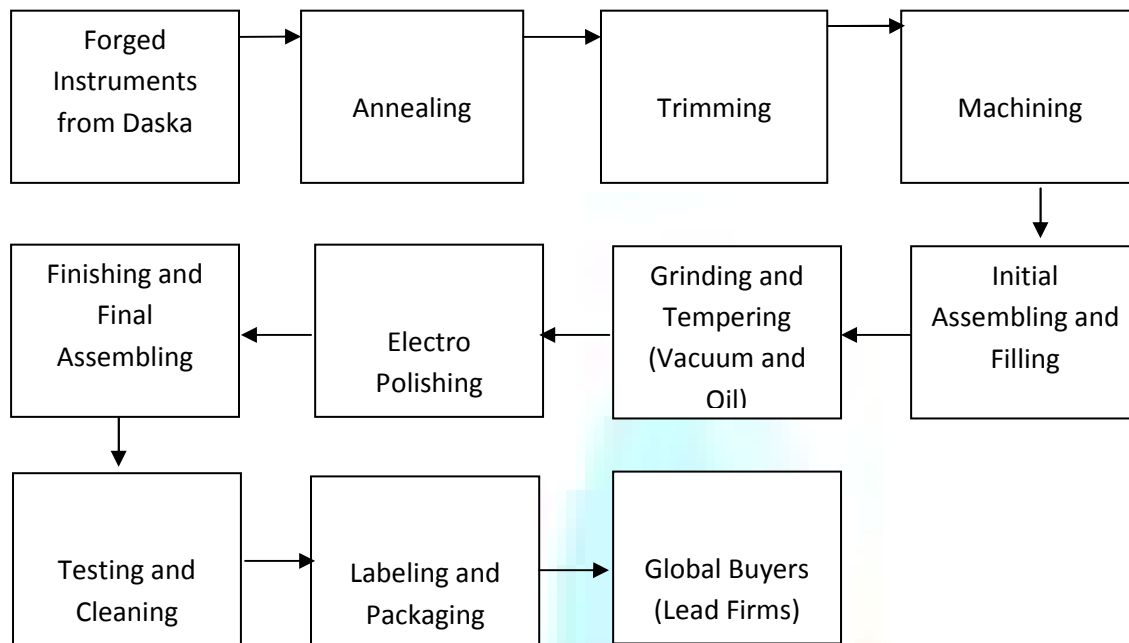 Forged
Instruments
from Daska
Annealing
Trimming
Machining
Initial
Assembling and
Filling
Grinding and
Tempering
(Vacuum and
Oil)
Electro
Polishing
Finishing and
Final
Assembling
Testing and
Cleaning
Labeling and
Packaging
Global Buyers
(Lead Firms)